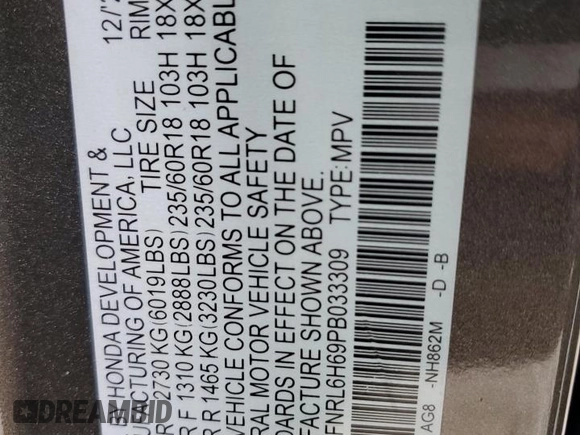 HONDA DEVELOPMENT & 12/
CTURING OF AMERICA, LLC
2730 KG (6019LBS) TIRE SIZE RIM
F 1310 KG (2888LBS) 235/60R18 103H 18X
R 1465 KG (3230LBS) 235/60R18 103H 18X
VEHICLE CONFORMS TO ALL APPLICABL
RAL MOTOR VEHICLE SAFETY
DARDS IN EFFECT ON THE DATE OF
FACTURE SHOWN ABOVE.
FNRL6H69PB033309 TYPE:MPV
AG8 -NH862M -D -B
DREAMBID